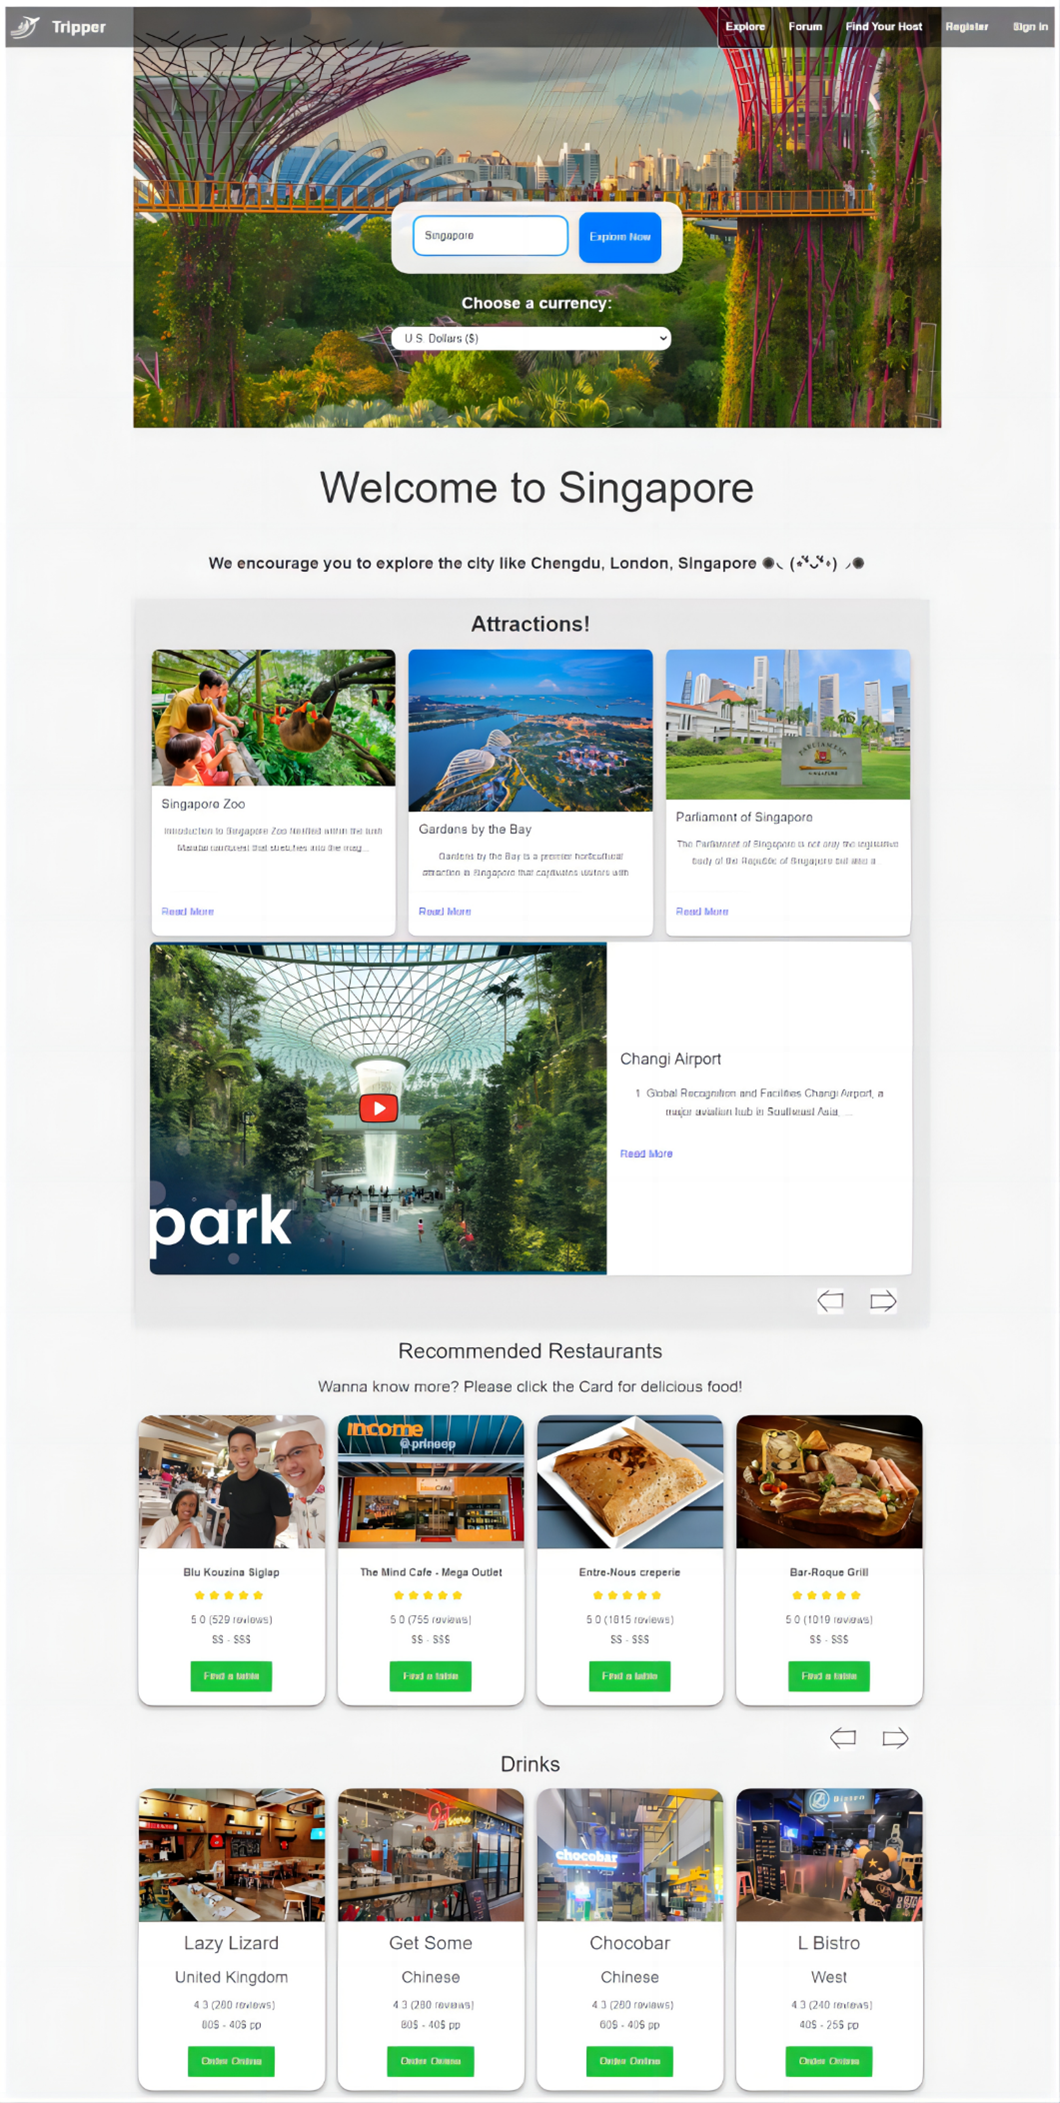 Tripper
Explore Forum Find Your Host Register Sign In
Singapore
Explore Now
Choose a currency:
U.S. Dollars ($)
Welcome to Singapore
We encourage you to explore the city like Chengdu, London, Singapore ✺◟(•‿•)◞✺
Attractions!
Singapore Zoo
Introduction to Singapore Zoo Nestled within the lush
Mandai rainforest that stretches into the imag...
Read More
Gardens by the Bay
Gardens by the Bay is a premier horticultural
attraction in Singapore that captivates visitors with
Read More
PARLIAMENT
SINGAPORE
Parliament of Singapore
The Parliament of Singapore is not only the legislative
body of the Republic of Singapore but also a
Read More
park
Changi Airport
1. Global Recognition and Facilities Changi Airport, a
major aviation hub in Southeast Asia, ...
Read More
Recommended Restaurants
Wanna know more? Please click the Card for delicious food!
Blu Kouzina Siglap
5.0 (529 reviews)
$$ - $$$
Find a table
income
@prinsep
The Mind Cafe - Mega Outlet
5.0 (755 reviews)
$$ - $$$
Find a table
Entre-Nous creperie
5.0 (1815 reviews)
$$ - $$$
Find a table
Bar-Roque Grill
5.0 (1019 reviews)
$$ - $$$
Find a table
Drinks
Lazy Lizard
United Kingdom
4.3 (280 reviews)
80$ - 40$ pp
Order Online
Get Some
Chinese
4.3 (280 reviews)
80$ - 40$ pp
Order Online
chocobar
Chocobar
Chinese
4.3 (280 reviews)
60$ - 40$ pp
Order Online
Bistro
L Bistro
West
4.3 (240 reviews)
40$ - 25$ pp
Order Online